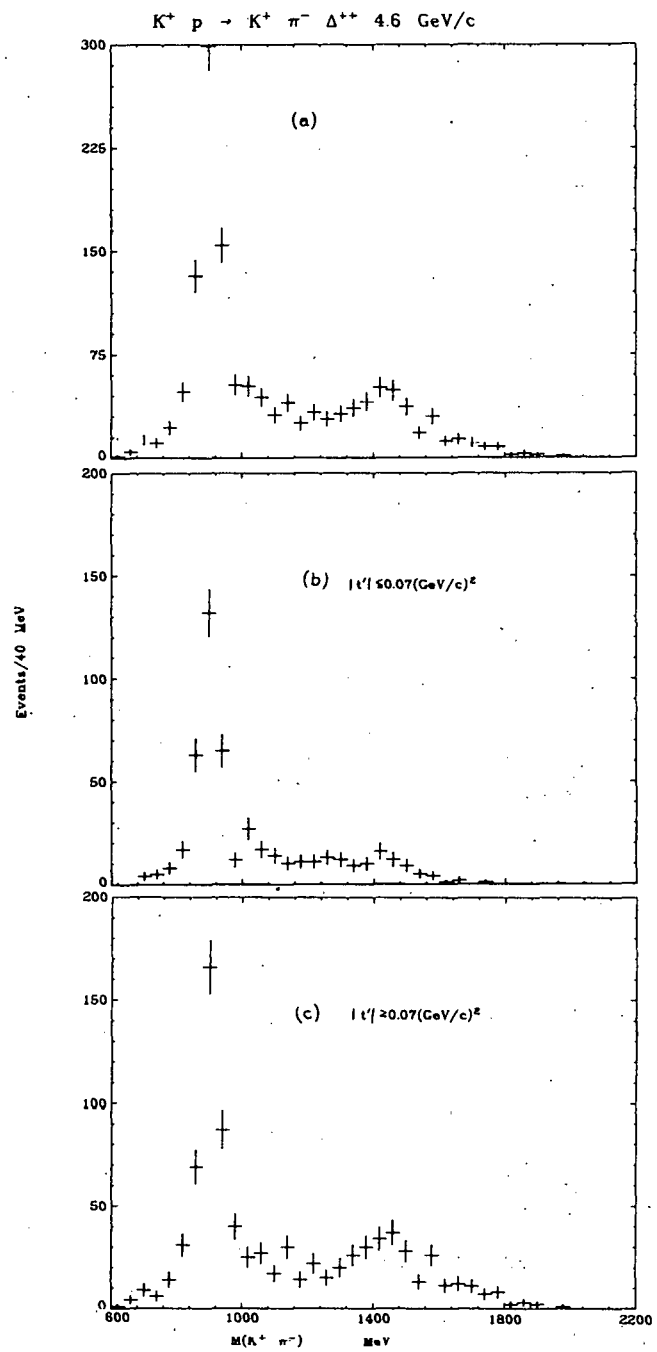 K⁺ p → K⁺ π⁻ Δ⁺⁺ 4.6 GeV/c
300
(a)
225
150
75
0
200
(b) |t'| ≤0.07(GeV/c)²
150
100
50
0
Events/40 MeV
200
(c) |t'| ≥0.07(GeV/c)²
150
100
50
0
600 1000 1400 1800 2200
M(K⁺ π⁻) MeV